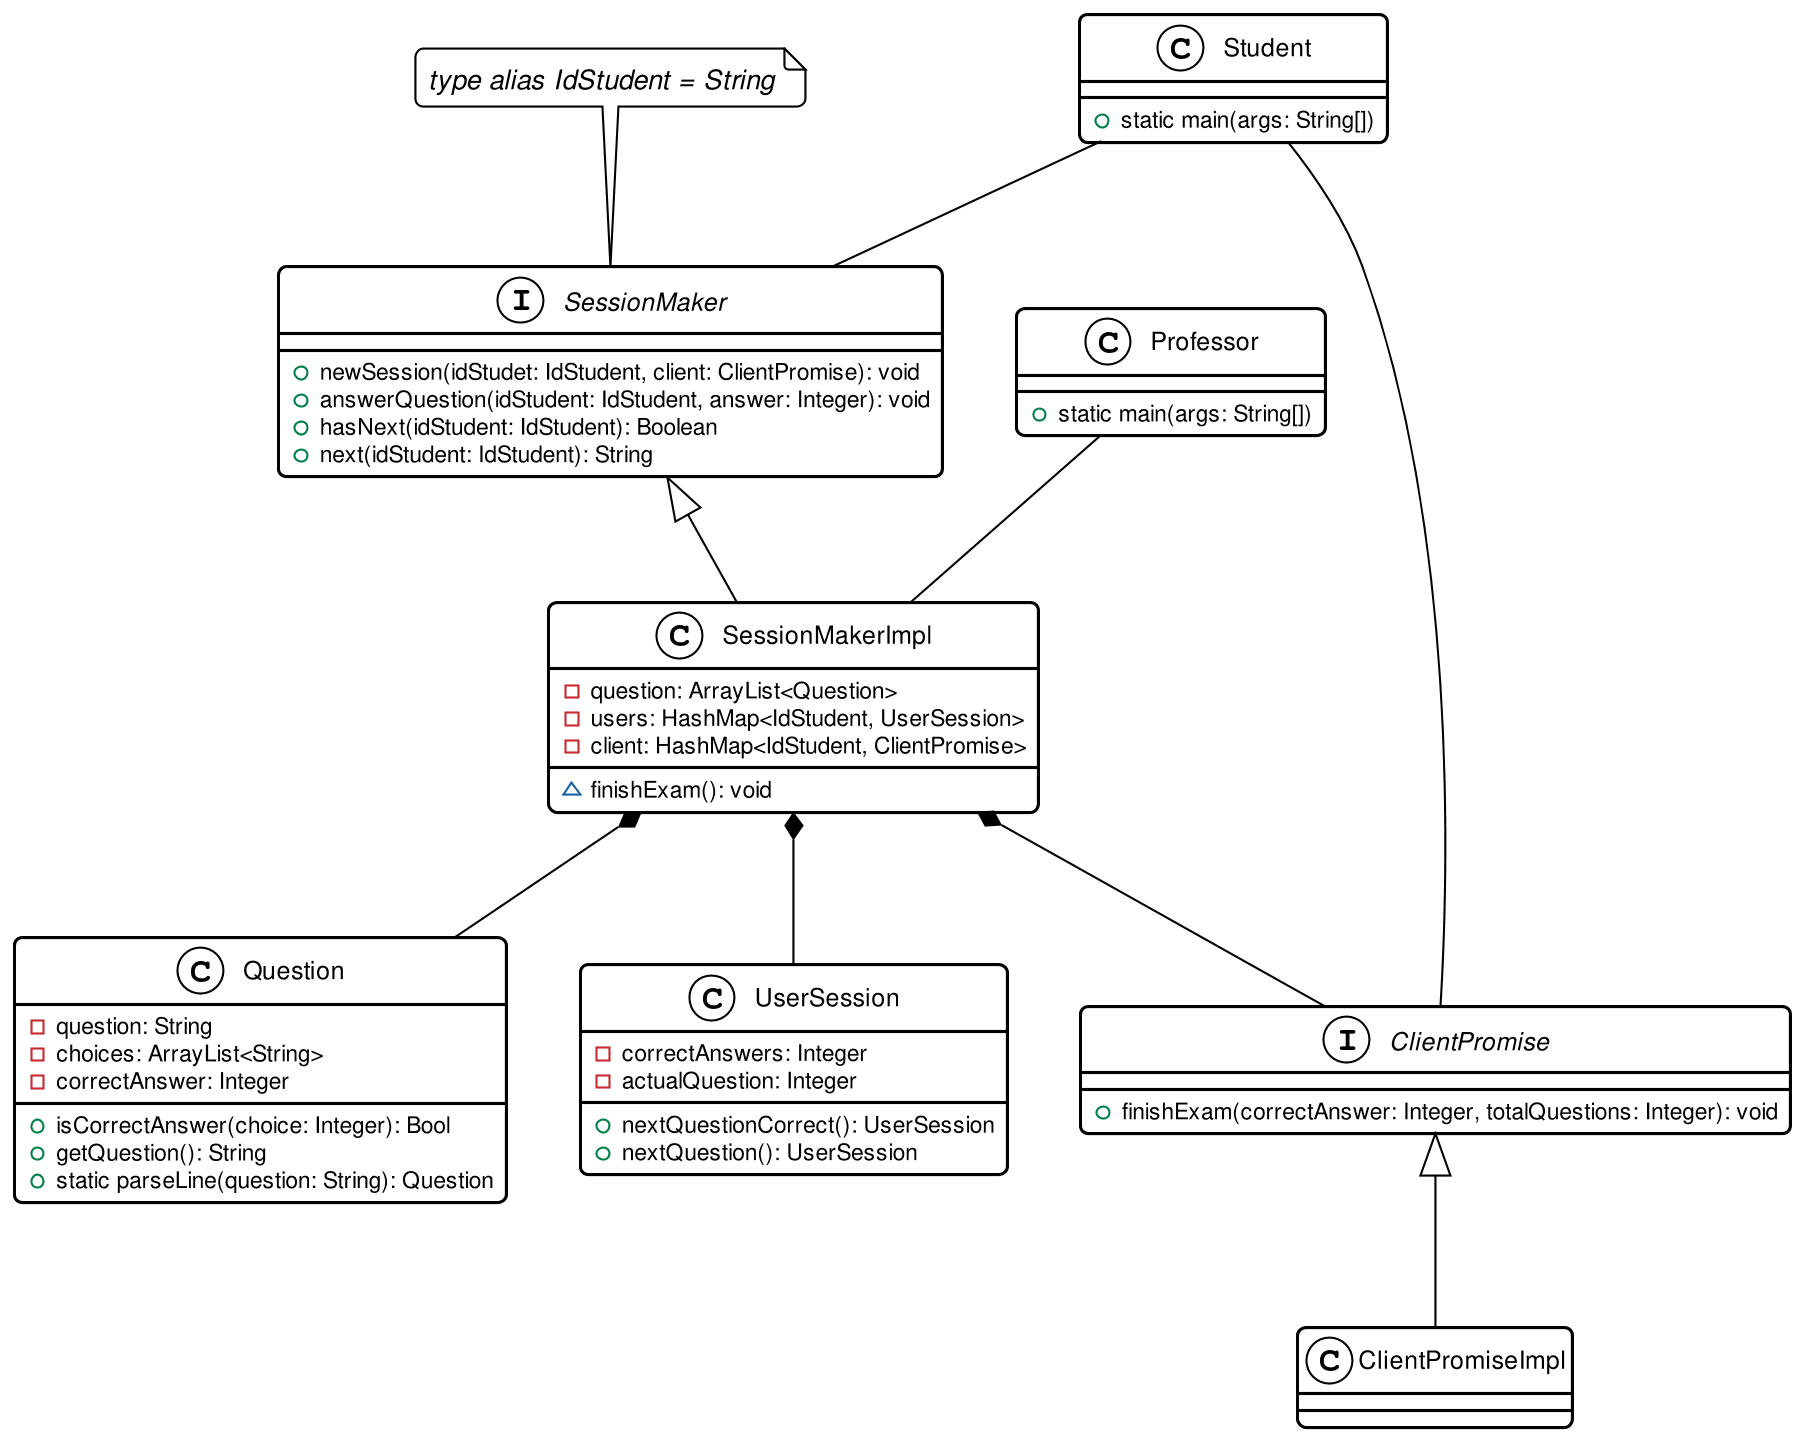 C Student
static main(args: String[])
type alias IdStudent = String
I SessionMaker
newSession(idStudet: IdStudent, client: ClientPromise): void
answerQuestion(idStudent: IdStudent, answer: Integer): void
hasNext(idStudent: IdStudent): Boolean
next(idStudent: IdStudent): String
C Professor
static main(args: String[])
C SessionMakerImpl
question: ArrayList<Question>
users: HashMap<IdStudent, UserSession>
client: HashMap<IdStudent, ClientPromise>
finishExam(): void
C Question
question: String
choices: ArrayList<String>
correctAnswer: Integer
isCorrectAnswer(choice: Integer): Bool
getQuestion(): String
static parseLine(question: String): Question
C UserSession
correctAnswers: Integer
actualQuestion: Integer
nextQuestionCorrect(): UserSession
nextQuestion(): UserSession
I ClientPromise
finishExam(correctAnswer: Integer, totalQuestions: Integer): void
C ClientPromiseImpl